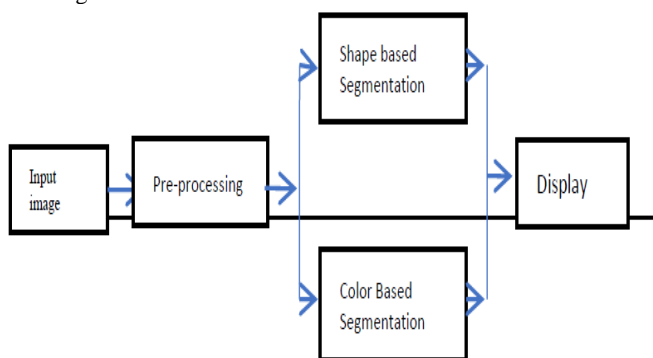 Shape based
Segmentation
Input
image
Pre-processing
Display
Color Based
Segmentation